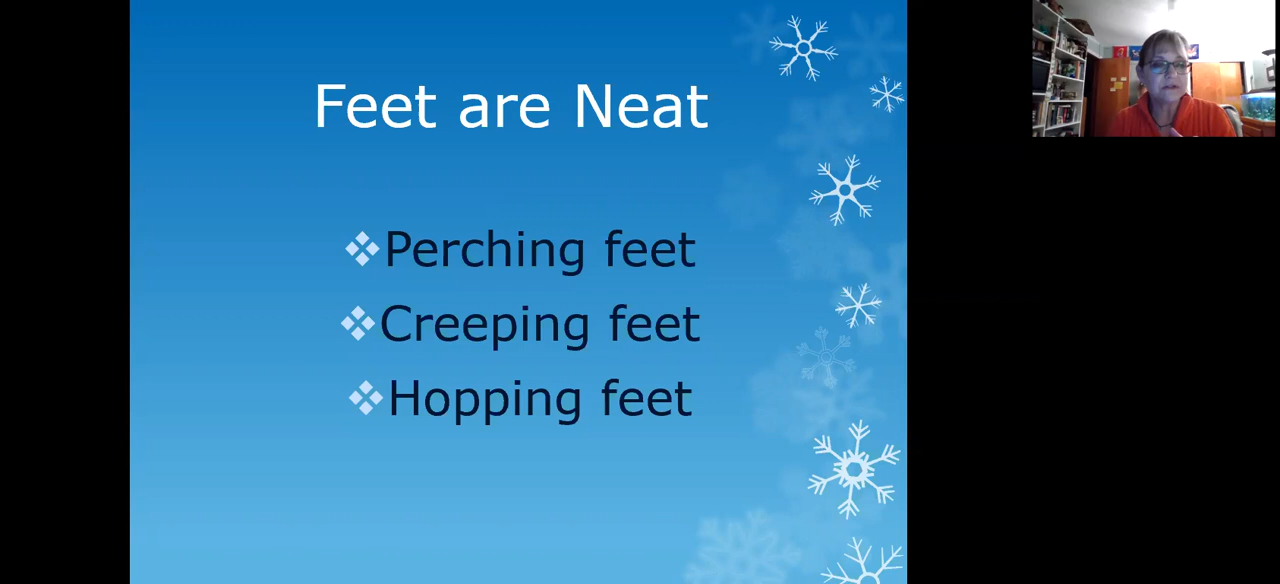 Feet are Neat
❖Perching feet
❖Creeping feet
❖Hopping feet